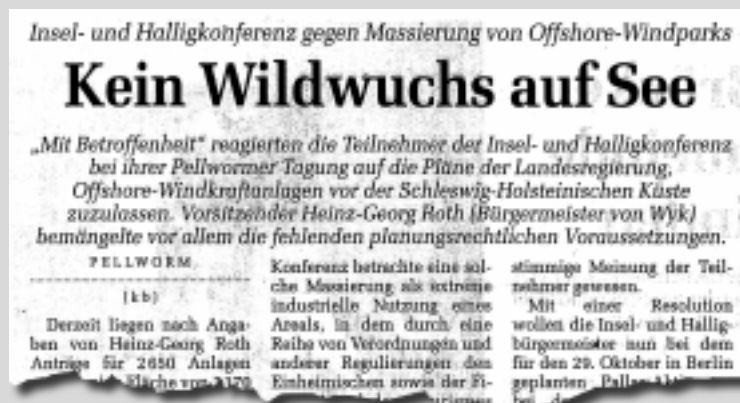 Insel- und Halligkonferenz gegen Massierung von Offshore-Windparks
Kein Wildwuchs auf See
„Mit Betroffenheit“ reagierten die Teilnehmer der Insel- und Halligkonferenz
bei ihrer Pellwormer Tagung auf die Pläne der Landesregierung,
Offshore-Windkraftanlagen vor der Schleswig-Holsteinischen Küste
zuzulassen. Vorsitzender Heinz-Georg Roth (Bürgermeister von Wyk)
bemängelte vor allem die fehlenden planungsrechtlichen Voraussetzungen.
PELLWORM
(kb)
Derzeit liegen nach Anga-
ben von Heinz-Georg Roth
Anträge für 2650 Anlagen
Fläche von
Konferenz betrachte eine sol-
che Massierung als extreme
industrielle Nutzung eines
Areals, in dem durch eine
Reihe von Verordnungen und
anderer Regulierungen den
Einheimischen sowie der Fi-
stimmige Meinung der Teil-
nehmer gewesen.
Mit einer Resolution
wollen die Insel- und Hallig-
bürgermeister nun bei dem
für den 29. Oktober in Berlin
geplanten